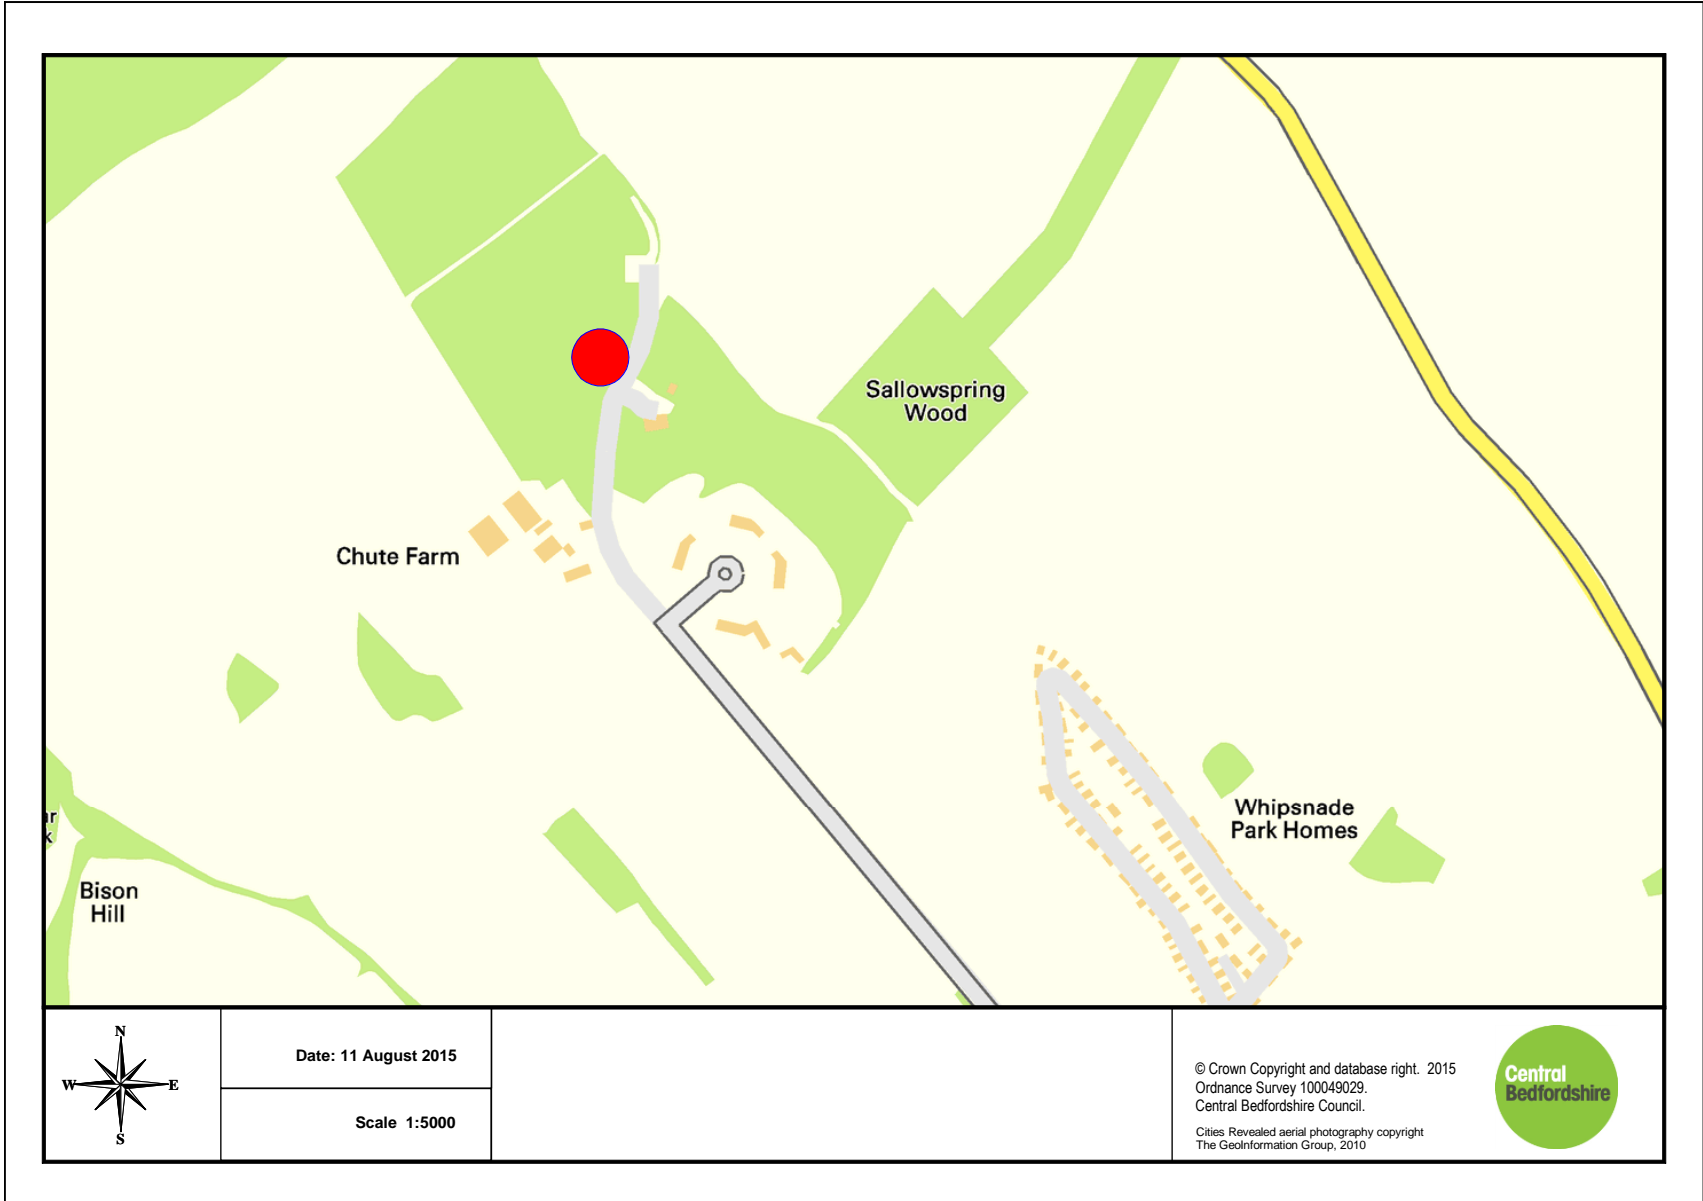 Sallowspring
Wood
Chute Farm
Whipsnade
Park Homes
Bison
Hill
N
W
E
S
Date: 11 August 2015
Scale 1:5000
© Crown Copyright and database right. 2015
Ordnance Survey 100049029.
Central Bedfordshire Council.
Cities Revealed aerial photography copyright
The GeoInformation Group, 2010
Central
Bedfordshire